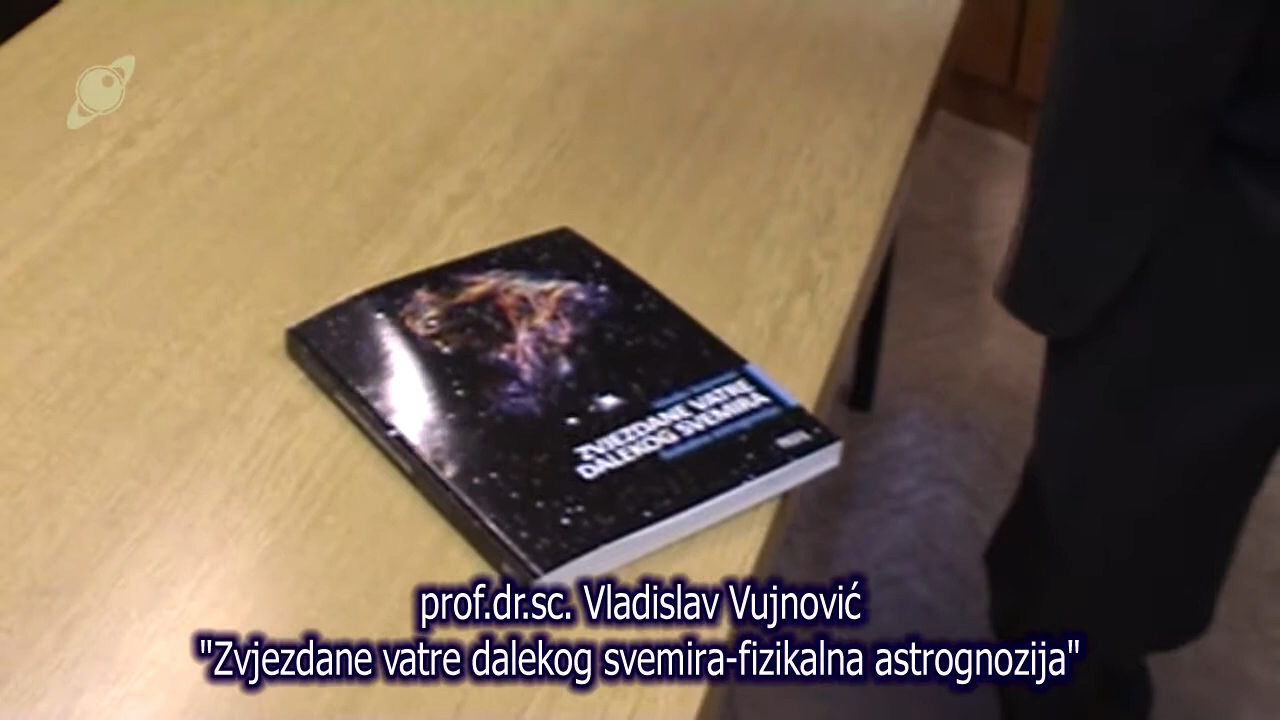 ZVJEZDANE VATRE
DALEKOG SVEMIRA
prof.dr.sc. Vladislav Vujnović
"Zvjezdane vatre dalekog svemira-fizikalna astrognozija"